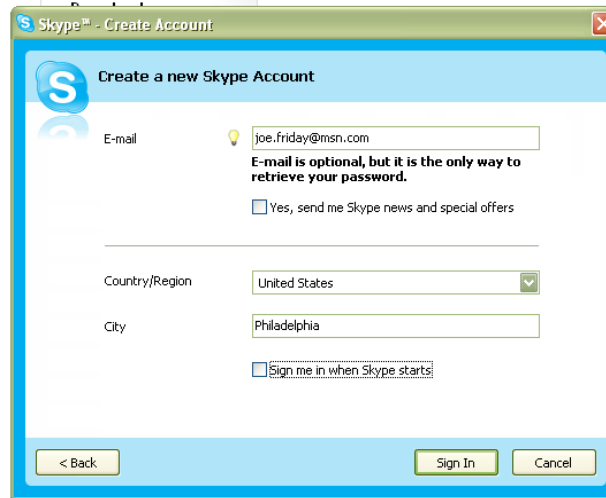 Skype™ - Create Account
Create a new Skype Account
E-mail
joe.friday@msn.com
E-mail is optional, but it is the only way to
retrieve your password.
Yes, send me Skype news and special offers
Country/Region
United States
City
Philadelphia
Sign me in when Skype starts
< Back
Sign In
Cancel